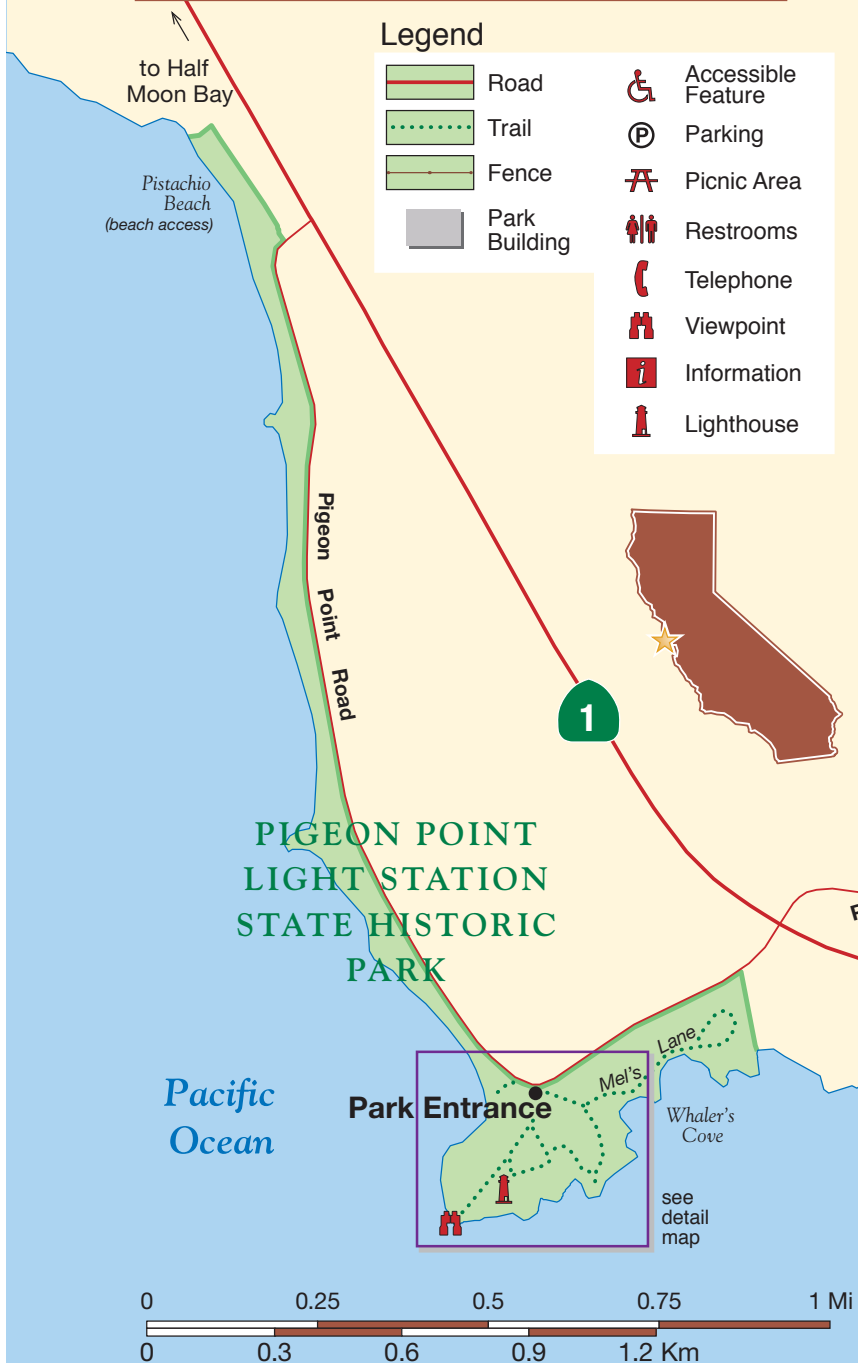 Legend
to Half
Moon Bay
Road
Trail
Fence
Park
Building
Accessible
Feature
P
Parking
Picnic Area
Restrooms
Telephone
Viewpoint
i
Information
Lighthouse
Pistachio
Beach
(beach access)
Pigeon Point Road
1
PIGEON POINT
LIGHT STATION
STATE HISTORIC
PARK
Mel's Lane
Pacific
Ocean
Park Entrance
Whaler's
Cove
see
detail
map
0 0.25 0.5 0.75 1 Mi
0 0.3 0.6 0.9 1.2 Km